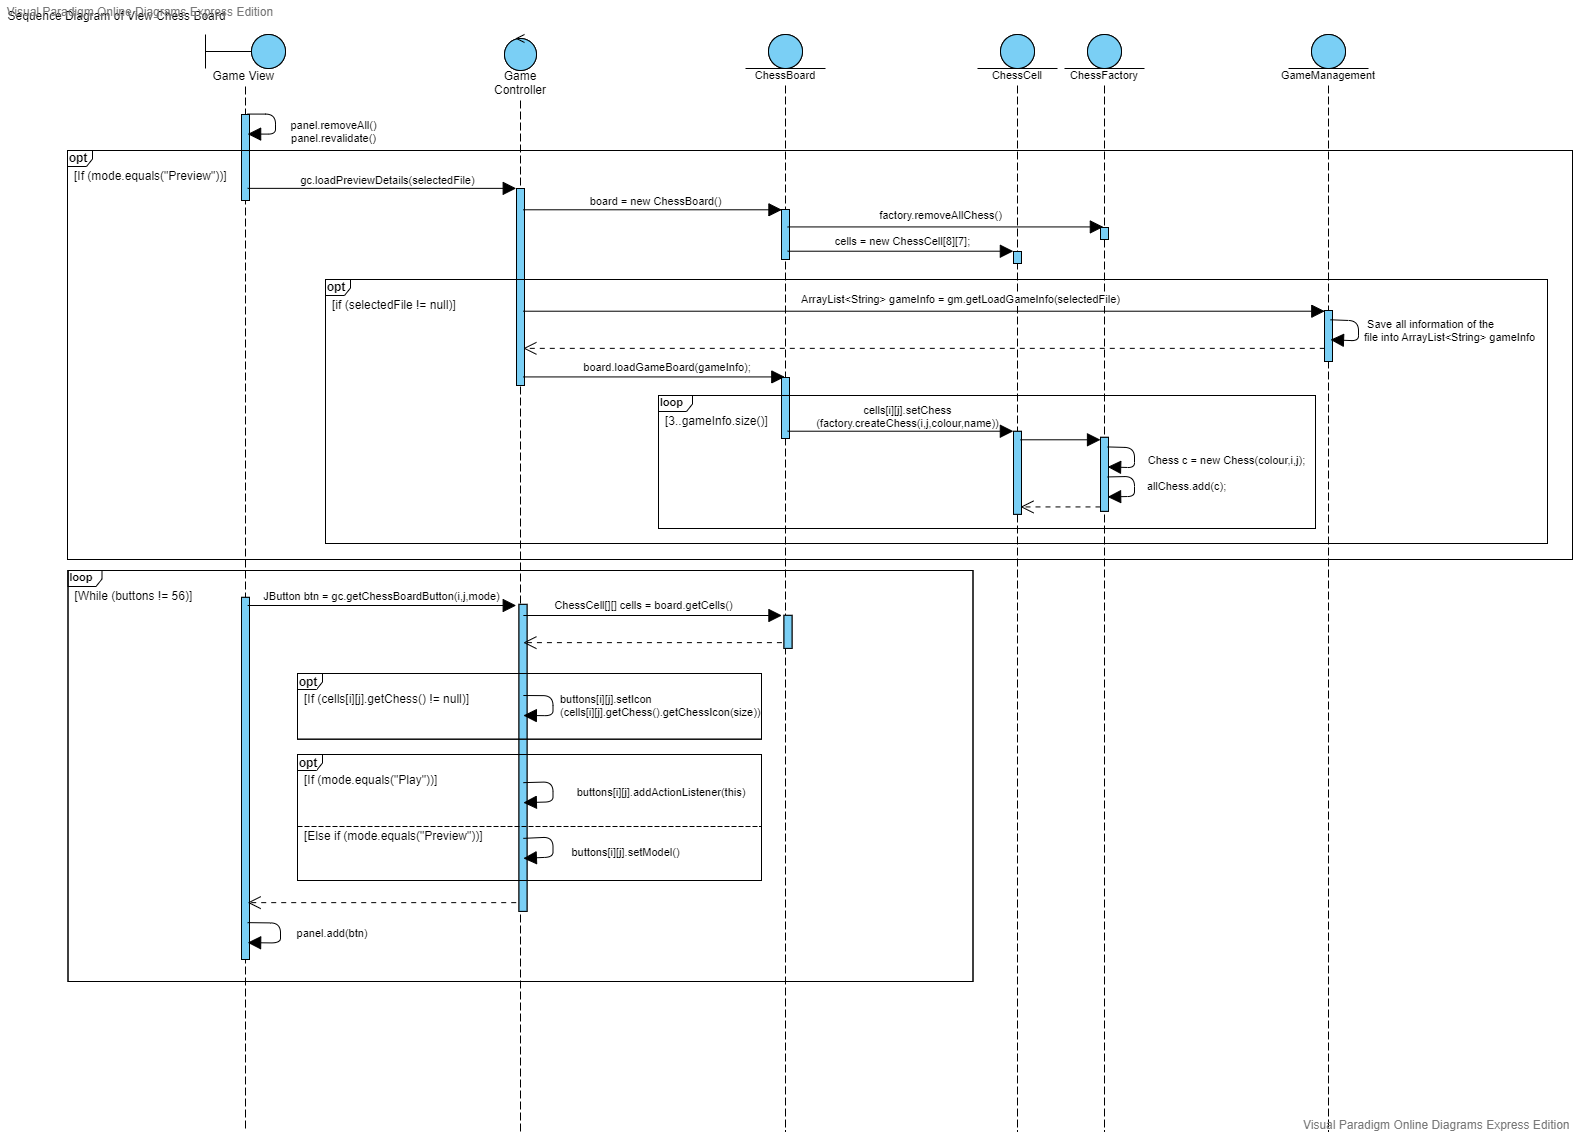 Visual Paradigm Online Diagrams Express Edition
Sequence Diagram of View Chess Board
Game View
Game
Controller
ChessBoard
ChessCell
ChessFactory
GameManagement
panel.removeAll()
panel.revalidate()
opt
[If (mode.equals("Preview"))]
gc.loadPreviewDetails(selectedFile)
board = new ChessBoard()
factory.removeAllChess()
cells = new ChessCell[8][7];
opt
[if (selectedFile != null)]
ArrayList<String> gameInfo = gm.getLoadGameInfo(selectedFile)
Save all information of the
file into ArrayList<String> gameInfo
board.loadGameBoard(gameInfo);
loop
[3..gameInfo.size()]
cells[i][j].setChess
(factory.createChess(i,j,colour,name))
Chess c = new Chess(colour,i,j);
allChess.add(c);
loop
[While (buttons != 56)]
JButton btn = gc.getChessBoardButton(i,j,mode)
ChessCell[][] cells = board.getCells()
opt
[If (cells[i][j].getChess() != null)]
buttons[i][j].setIcon
(cells[i][j].getChess().getChessIcon(size))
opt
[If (mode.equals("Play"))]
buttons[i][j].addActionListener(this)
[Else if (mode.equals("Preview"))]
buttons[i][j].setModel()
panel.add(btn)
Visual Paradigm Online Diagrams Express Edition